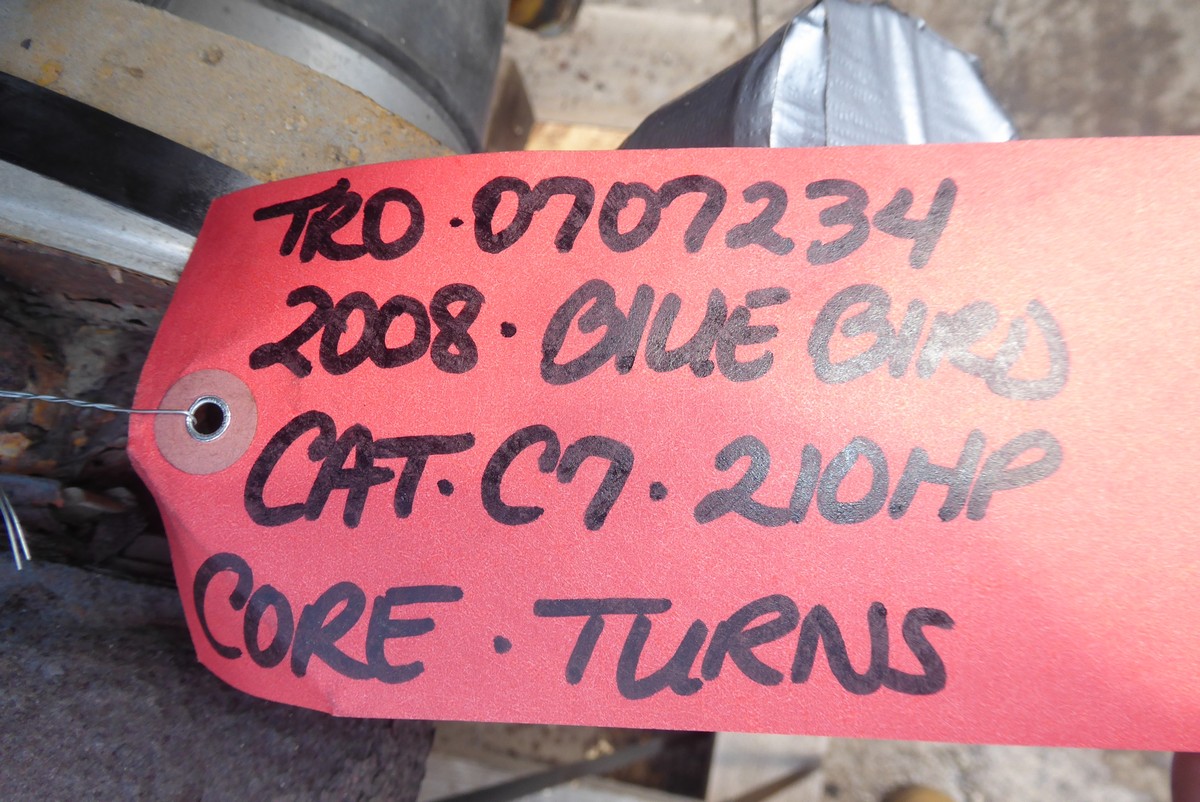 TRO · 0707234
2008 · BLUE BIRD
CAT · C7 · 210HP
CORE · TURNS